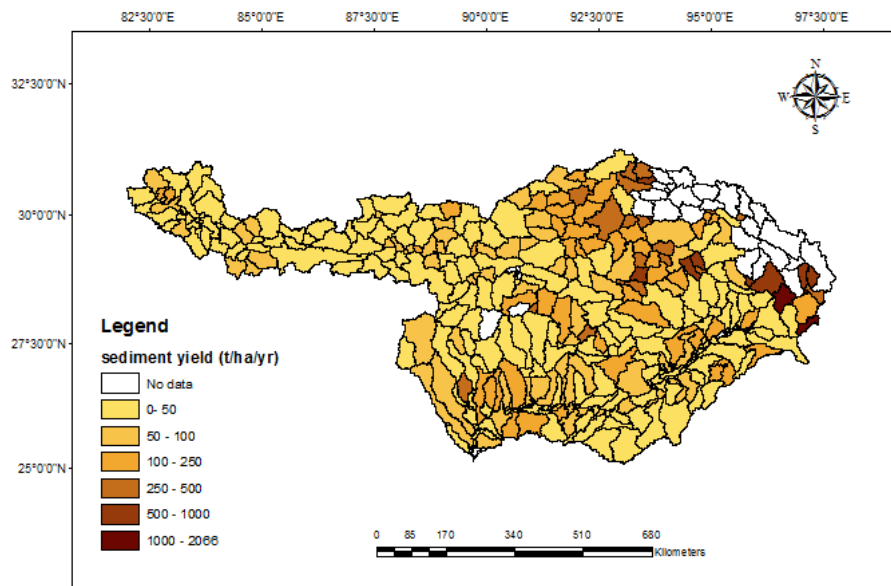 82°30'0"E 85°0'0"E 87°30'0"E 90°0'0"E 92°30'0"E 95°0'0"E 97°30'0"E
32°30'0"N
N
W E
S
30°0'0"N
27°30'0"N
25°0'0"N
Legend
sediment yield (t/ha/yr)
No data
0- 50
50 - 100
100 - 250
250 - 500
500 - 1000
1000 - 2066
0 85 170 340 510 680
Kilometers